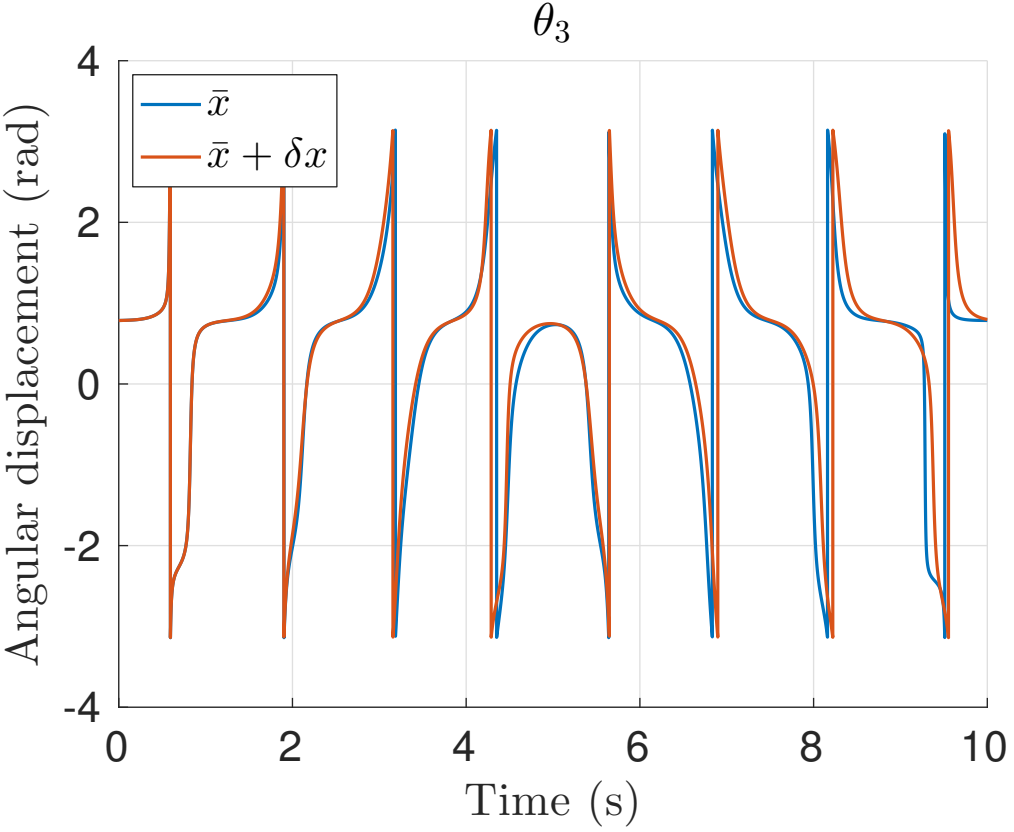 θ₃
x̄
x̄ + δx
Angular displacement (rad)
4
2
0
-2
-4
0 2 4 6 8 10
Time (s)